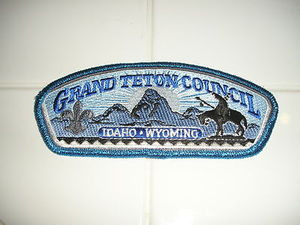 GRAND TETON COUNCIL
IDAHO • WYOMING